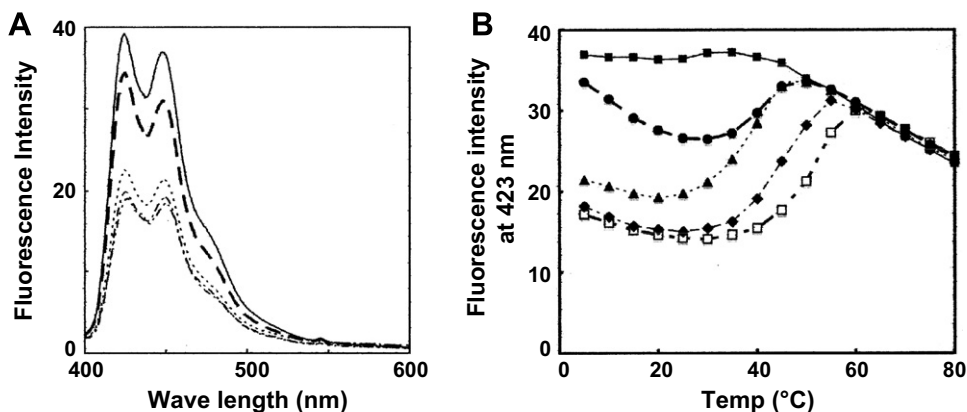 A
Fluorescence Intensity
40
20
0
400
500
600
Wave length (nm)
B
Fluorescence intensity
at 423 nm
40
30
20
10
0
0
20
40
60
80
Temp (°C)